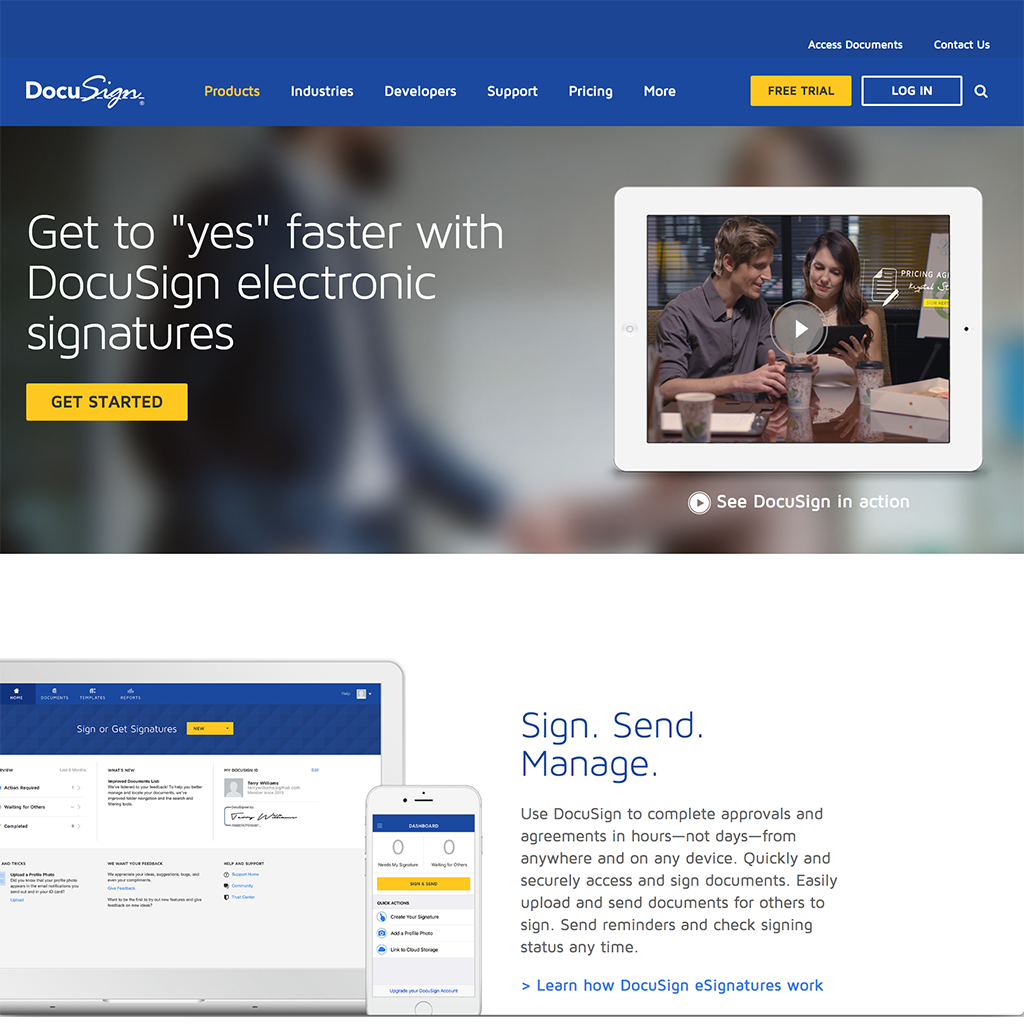 Access Documents Contact Us
DocuSign®
Products Industries Developers Support Pricing More FREE TRIAL LOG IN
Get to "yes" faster with
DocuSign electronic
signatures
GET STARTED
PRICING AG
SIGN HERE
See DocuSign in action
HOME DOCUMENTS TEMPLATES REPORTS Help
Sign or Get Signatures NEW
Last 6 Months
Action Required 1
Waiting for Others --
Completed 9
WHAT'S NEW
Improved Documents List:
We've listened to your feedback! To help you better
manage and locate your documents, we've
improved folder navigation and the search and
filtering tools.
MY DOCUSIGN ID Edit
Terry Williams
Member since 2015
DocuSigned by:
Terry Williams
AND TRICKS
Upload a Profile Photo
Did you know that your profile photo
appears in the email notifications you
send out and in your ID card?
Upload
WE WANT YOUR FEEDBACK
We appreciate your ideas, suggestions, bugs, and
even your compliments.
Give Feedback
Want to be the first to try out new features and give
feedback on new ideas?
HELP AND SUPPORT
Support Home
Community
Trust Center
DASHBOARD
0 0
Needs My Signature Waiting for Others
SIGN & SEND
QUICK ACTIONS
Create Your Signature
Add a Profile Photo
Link to Cloud Storage
Upgrade your DocuSign Account
Sign. Send.
Manage.
Use DocuSign to complete approvals and
agreements in hours—not days—from
anywhere and on any device. Quickly and
securely access and sign documents. Easily
upload and send documents for others to
sign. Send reminders and check signing
status any time.
> Learn how DocuSign eSignatures work